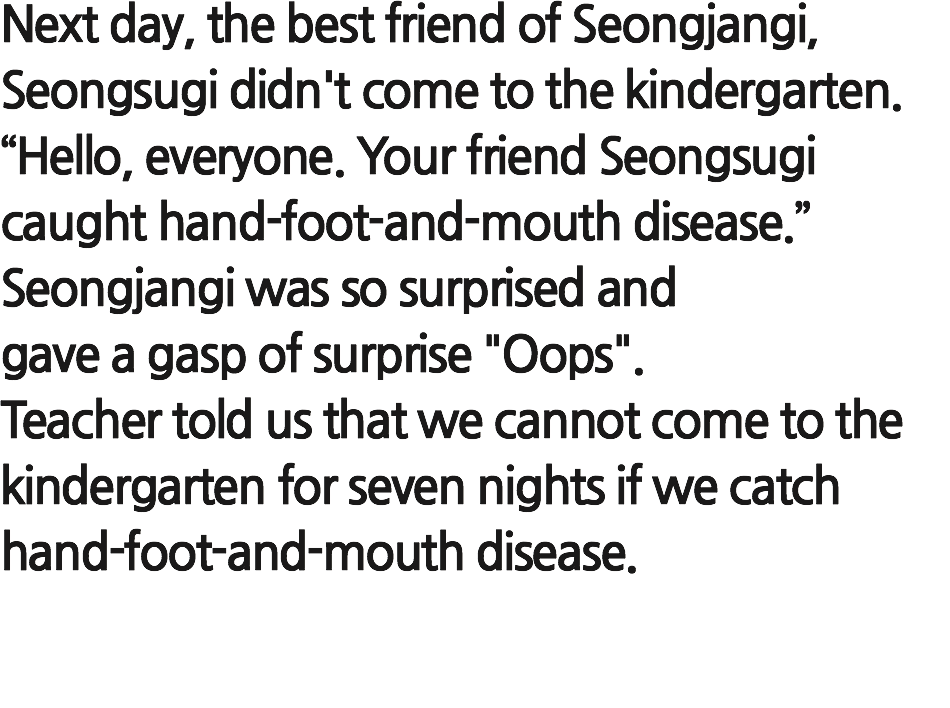 Next day, the best friend of Seongjangi,
Seongsugi didn't come to the kindergarten.
“Hello, everyone. Your friend Seongsugi
caught hand-foot-and-mouth disease.”
Seongjangi was so surprised and
gave a gasp of surprise "Oops".
Teacher told us that we cannot come to the
kindergarten for seven nights if we catch
hand-foot-and-mouth disease.